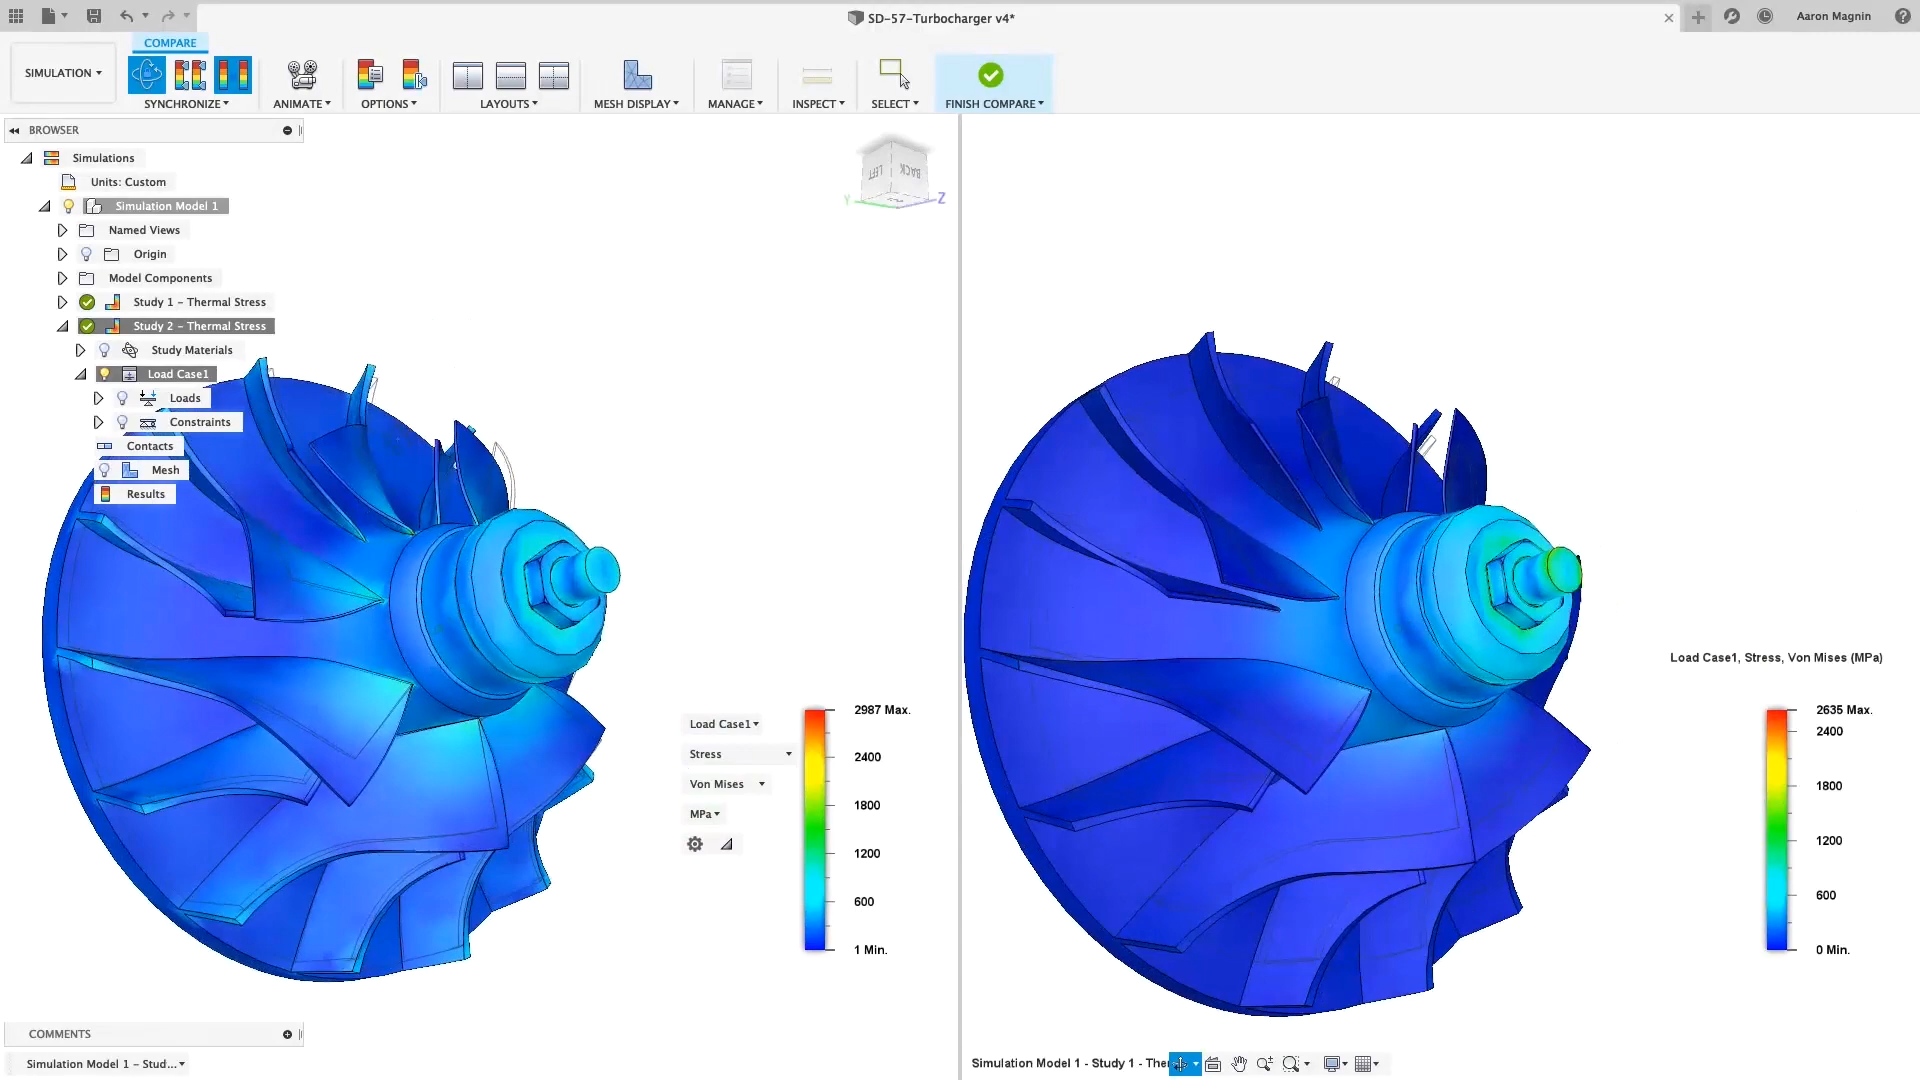 SD-57-Turbocharger v4*
Aaron Magnin
COMPARE
SIMULATION
SYNCHRONIZE
ANIMATE
OPTIONS
LAYOUTS
MESH DISPLAY
MANAGE
INSPECT
SELECT
FINISH COMPARE
BROWSER
Simulations
Units: Custom
Simulation Model 1
Named Views
Origin
Model Components
Study 1 - Thermal Stress
Study 2 - Thermal Stress
Study Materials
Load Case1
Loads
Constraints
Contacts
Mesh
Results
LEFT
BACK
Y
Z
Load Case1
Stress
Von Mises
MPa
2987 Max.
2400
1800
1200
600
1 Min.
Load Case1, Stress, Von Mises (MPa)
2635 Max.
2400
1800
1200
600
0 Min.
COMMENTS
Simulation Model 1 - Stud...
Simulation Model 1 - Study 1 - The